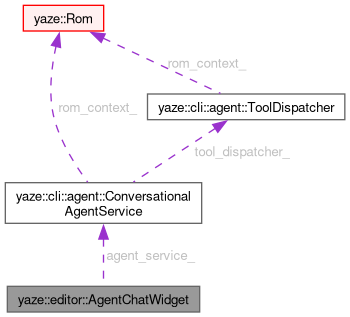 yaze::Rom
rom_context_
rom_context_
yaze::cli::agent::ToolDispatcher
tool_dispatcher_
yaze::cli::agent::Conversational
AgentService
agent_service_
yaze::editor::AgentChatWidget